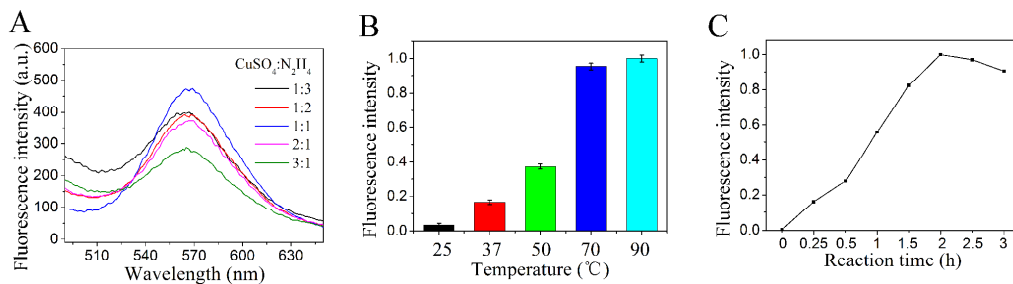 A
Fluorescence intensity (a.u.)
600
500
400
300
200
100
0
CuSO4:N2H4
1:3
1:2
1:1
2:1
3:1
510 540 570 600 630
Wavelength (nm)
B
Fluorescence intensity
1.0
0.8
0.6
0.4
0.2
0.0
25 37 50 70 90
Temperature (℃)
C
Fluorescence intensity
1.0
0.8
0.6
0.4
0.2
0.0
0 0.25 0.5 1 1.5 2 2.5 3
Reaction time (h)